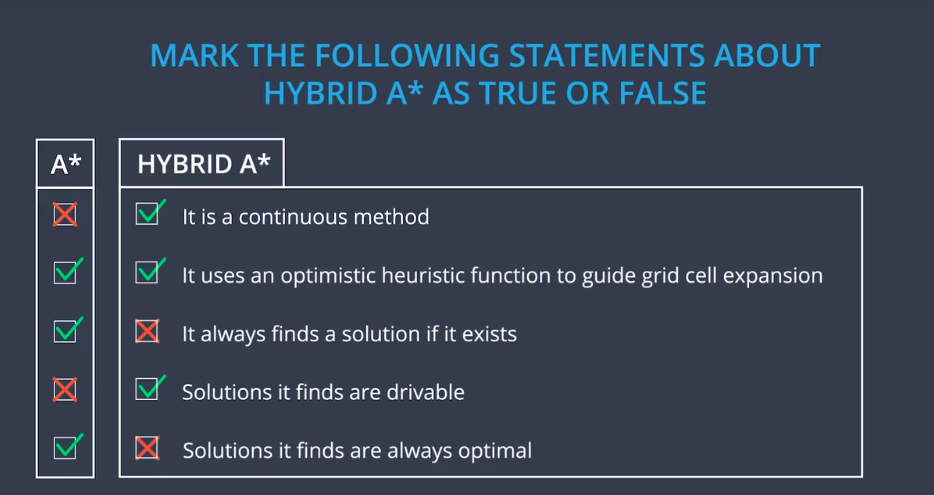 MARK THE FOLLOWING STATEMENTS ABOUT
HYBRID A* AS TRUE OR FALSE
A*
HYBRID A*
It is a continuous method
It uses an optimistic heuristic function to guide grid cell expansion
It always finds a solution if it exists
Solutions it finds are drivable
Solutions it finds are always optimal